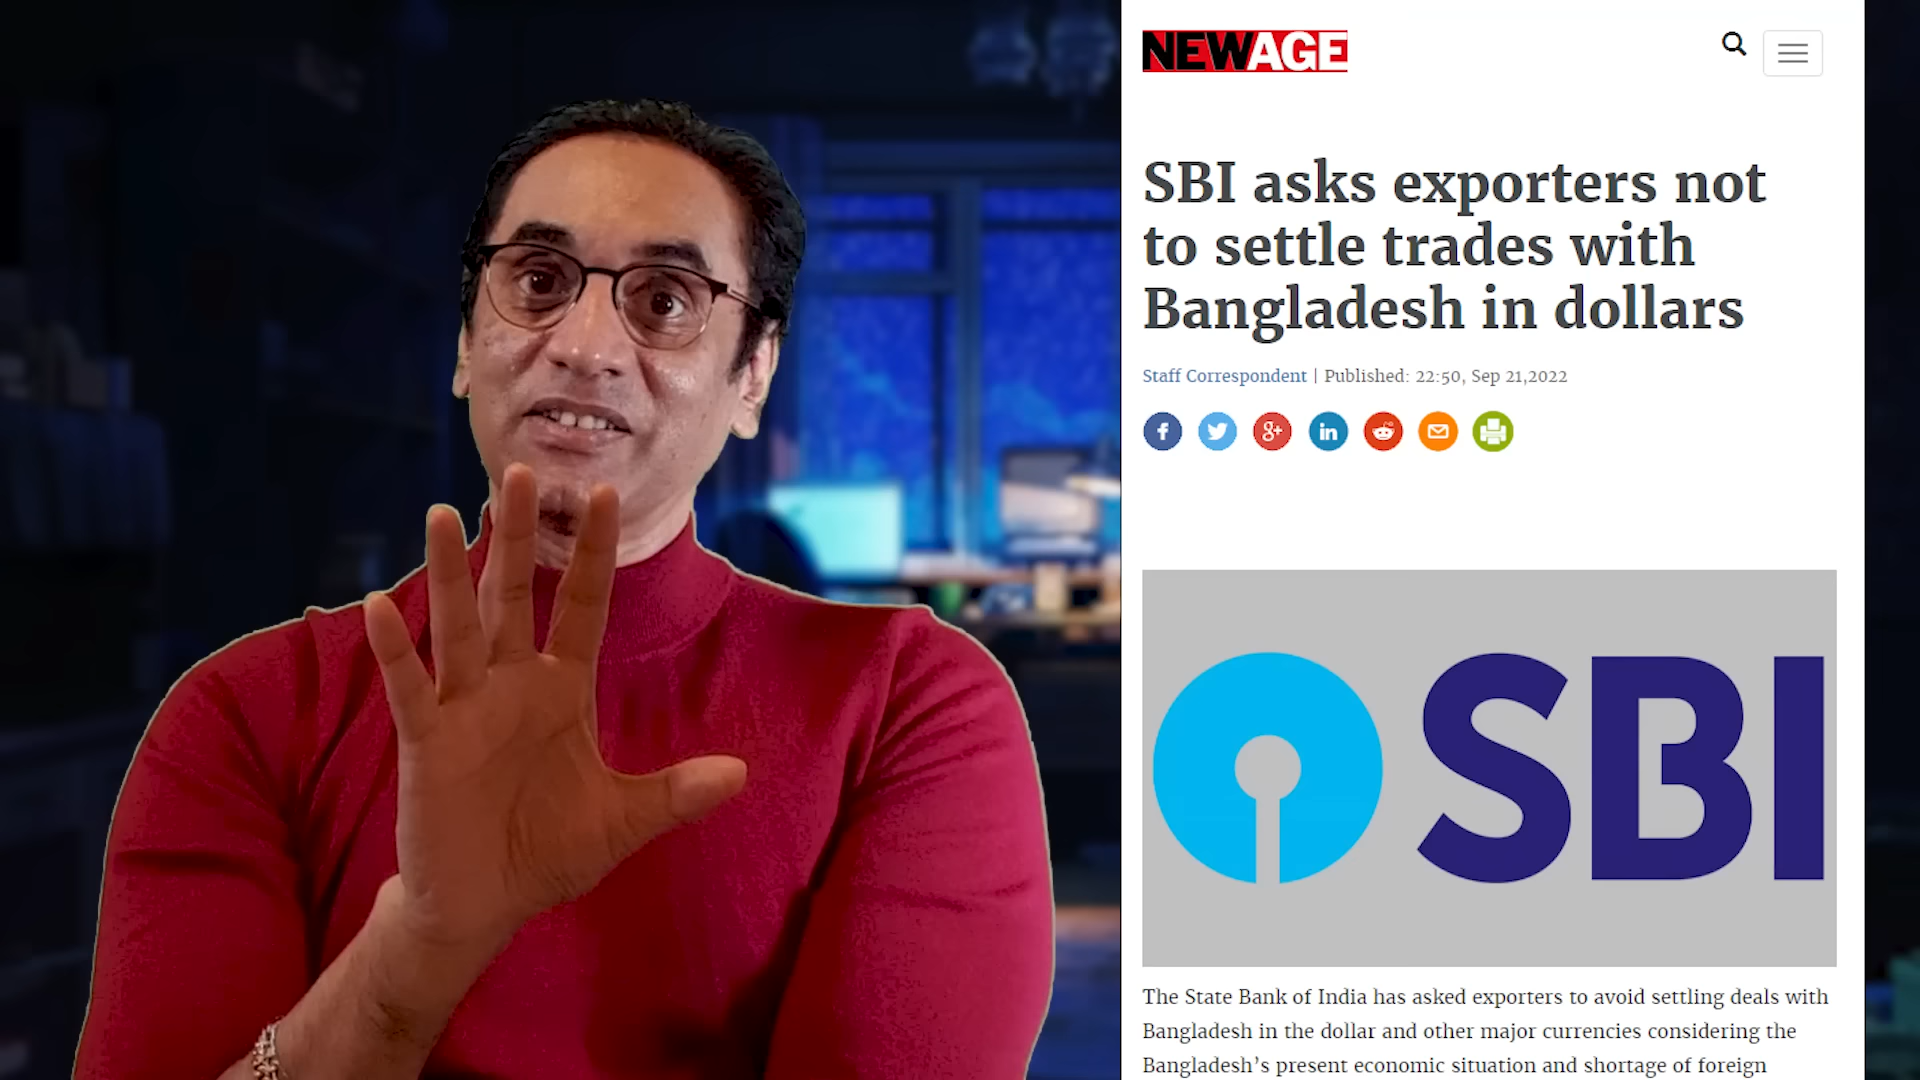 NEWAGE
SBI asks exporters not
to settle trades with
Bangladesh in dollars
Staff Correspondent | Published: 22:50, Sep 21,2022
f
g+
in
SBI
The State Bank of India has asked exporters to avoid settling deals with
Bangladesh in the dollar and other major currencies considering the
Bangladesh’s present economic situation and shortage of foreign